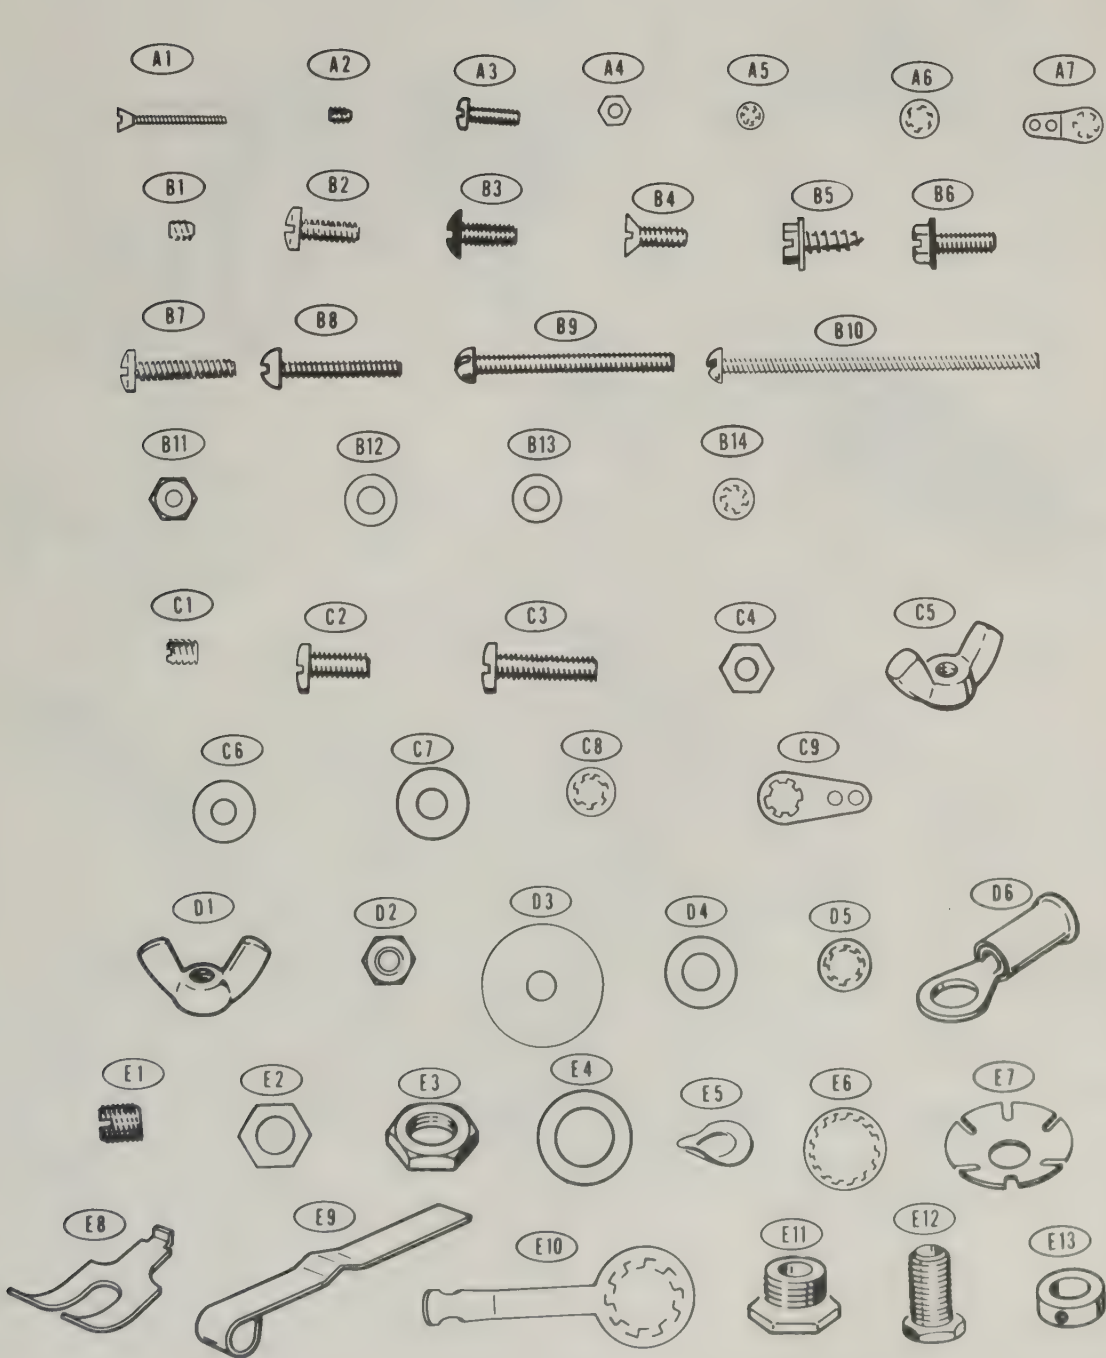 A1 A2 A3 A4 A5 A6 A7
B1 B2 B3 B4 B5 B6
B7 B8 B9 B10
B11 B12 B13 B14
C1 C2 C3 C4 C5
C6 C7 C8 C9
D1 D2 D3 D4 D5 D6
E1 E2 E3 E4 E5 E6 E7
E8 E9 E10 E11 E12 E13